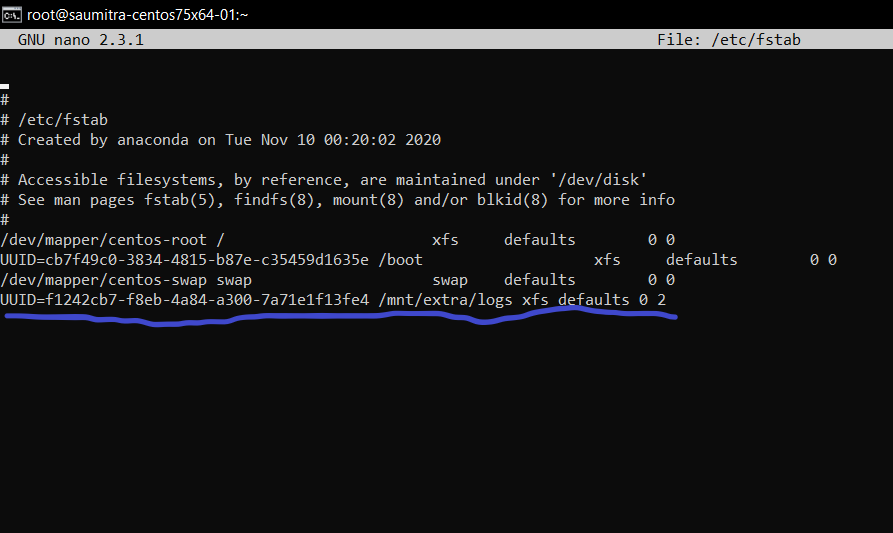 root@saumitra-centos75x64-01:~
GNU nano 2.3.1 File: /etc/fstab
#
# /etc/fstab
# Created by anaconda on Tue Nov 10 00:20:02 2020
#
# Accessible filesystems, by reference, are maintained under '/dev/disk'
# See man pages fstab(5), findfs(8), mount(8) and/or blkid(8) for more info
#
/dev/mapper/centos-root / xfs defaults 0 0
UUID=cb7f49c0-3834-4815-b87e-c35459d1635e /boot xfs defaults 0 0
/dev/mapper/centos-swap swap swap defaults 0 0
UUID=f1242cb7-f8eb-4a84-a300-7a71e1f13fe4 /mnt/extra/logs xfs defaults 0 2